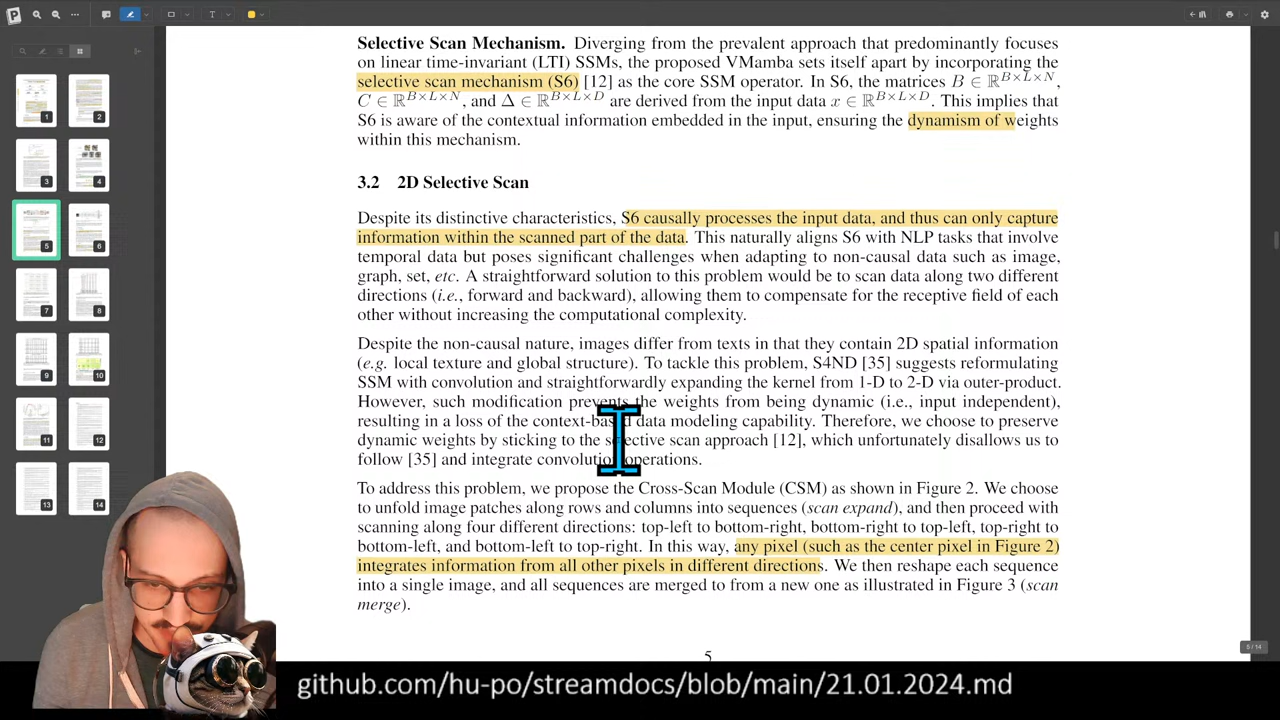 Selective Scan Mechanism. Diverging from the prevalent approach that predominantly focuses
on linear time-invariant (LTI) SSMs, the proposed VMamba sets itself apart by incorporating the
selective scan mechanism (S6) [12] as the core SSM operator. In S6, the matrices B ∈ ℝ^{B×L×N},
C ∈ ℝ^{B×L×N}, and Δ ∈ ℝ^{B×L×D} are derived from the input data x ∈ ℝ^{B×L×D}. This implies that
S6 is aware of the contextual information embedded in the input, ensuring the dynamism of weights
within this mechanism.
3.2 2D Selective Scan
Despite its distinctive characteristics, S6 causally processes the input data, and thus can only capture
information within the scanned part of the data. This naturally aligns S6 with NLP tasks that involve
temporal data but poses significant challenges when adapting to non-causal data such as image,
graph, set, etc. A straightforward solution to this problem would be to scan data along two different
directions (i.e., forward and backward), allowing them to compensate for the receptive field of each
other without increasing the computational complexity.
Despite the non-causal nature, images differ from texts in that they contain 2D spatial information
(e.g. local texture and global structure). To tackle this problem, S4ND [35] suggests reformulating
SSM with convolution and straightforwardly expanding the kernel from 1-D to 2-D via outer-product.
However, such modification prevents the weights from being dynamic (i.e., input independent),
resulting in a loss of the context-based data modeling capability. Therefore, we choose to preserve
dynamic weights by sticking to the selective scan approach [12], which unfortunately disallows us to
follow [35] and integrate convolution operations.
To address this problem, we propose the Cross-Scan Module (CSM) as shown in Figure 2. We choose
to unfold image patches along rows and columns into sequences (scan expand), and then proceed with
scanning along four different directions: top-left to bottom-right, bottom-right to top-left, top-right to
bottom-left, and bottom-left to top-right. In this way, any pixel (such as the center pixel in Figure 2)
integrates information from all other pixels in different directions. We then reshape each sequence
into a single image, and all sequences are merged to from a new one as illustrated in Figure 3 (scan
merge).
5
5 / 14
1
2
3
4
5
6
7
8
9
10
11
12
13
14
github.com/hu-po/streamdocs/blob/main/21.01.2024.md